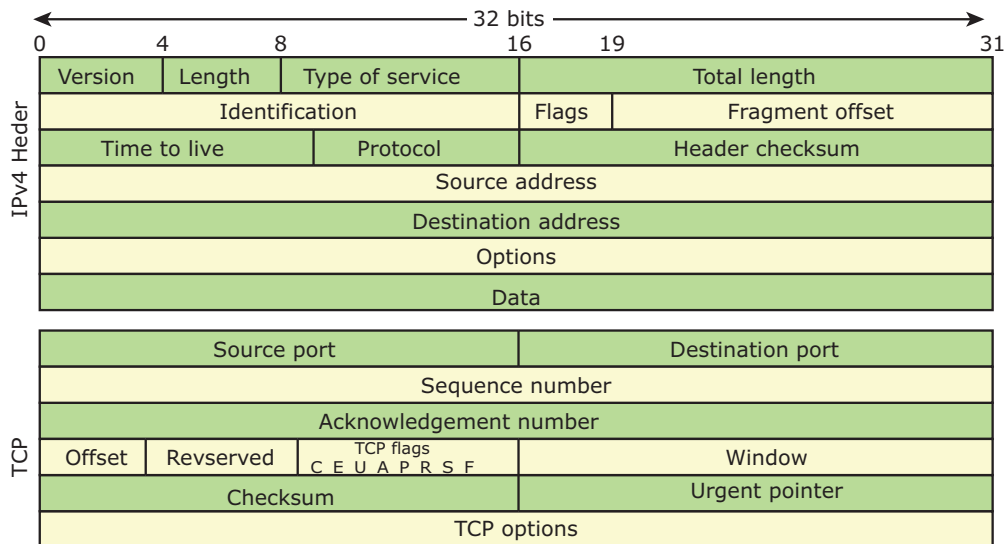 32 bits
0 4 8 16 19 31
IPv4 Heder
Version Length Type of service Total length
Identification Flags Fragment offset
Time to live Protocol Header checksum
Source address
Destination address
Options
Data
TCP
Source port Destination port
Sequence number
Acknowledgement number
Offset Revserved TCP flags Window
C E U A P R S F
Checksum Urgent pointer
TCP options